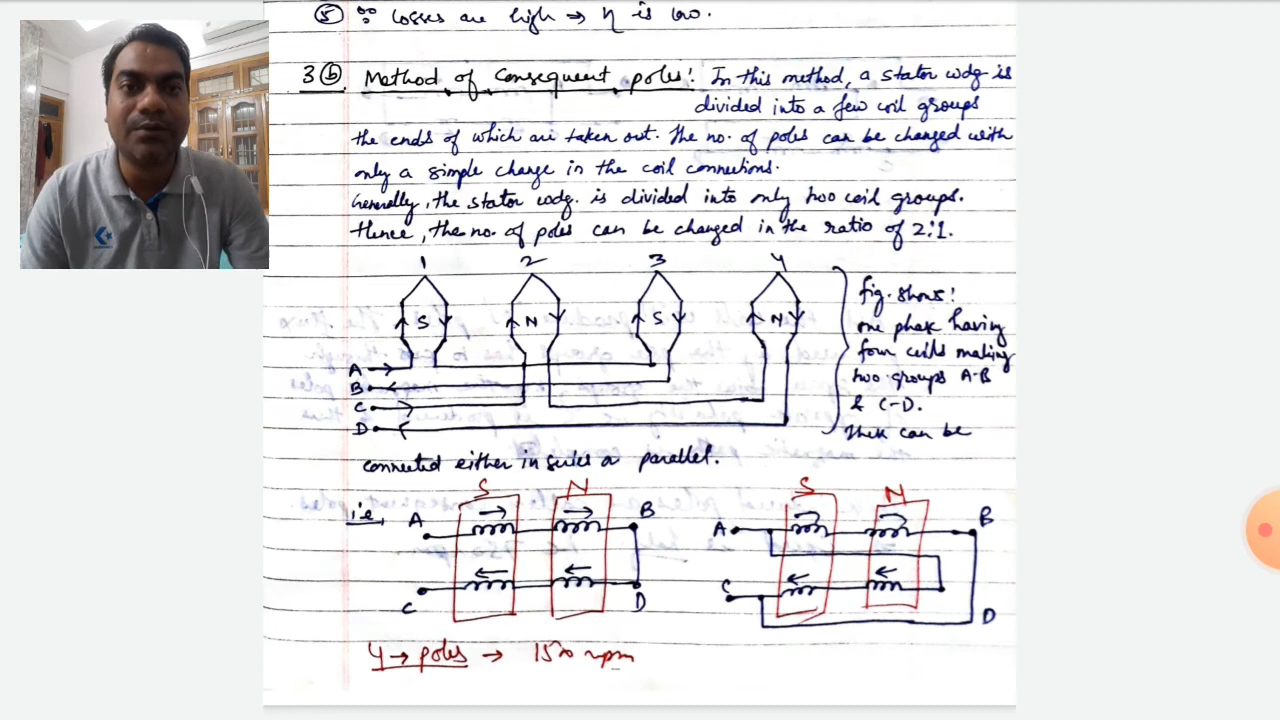 ⑤ ∵ losses are high → η is low.
3 ⓑ Method of Consequent poles: In this method, a stator wdg is
divided into a few coil groups
the ends of which are taken out. The no. of poles can be changed with
only a simple change in the coil connections.
Generally, the stator wdg. is divided into only two coil groups.
Hence, the no. of poles can be changed in the ratio of 2:1.
1 2 3 4
S N S N
A
B
C
D
fig. shows:
one phase having
four coils making
two groups A-B
& C-D.
These can be
connected either in series or parallel.
S N S N
i.e, A B A B
C D C D
4 → poles → 1500 rpm